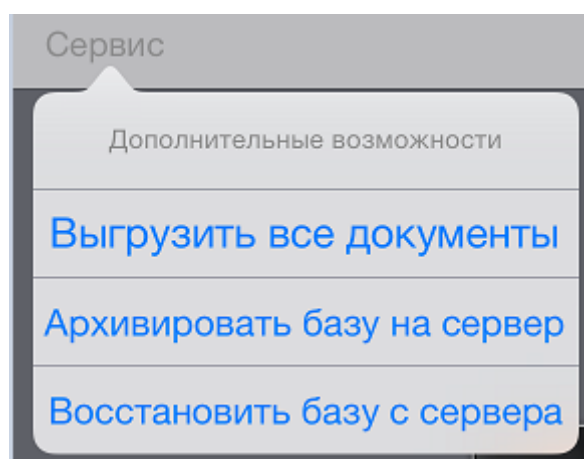 Сервис
Дополнительные возможности
Выгрузить все документы
Архивировать базу на сервер
Восстановить базу с сервера